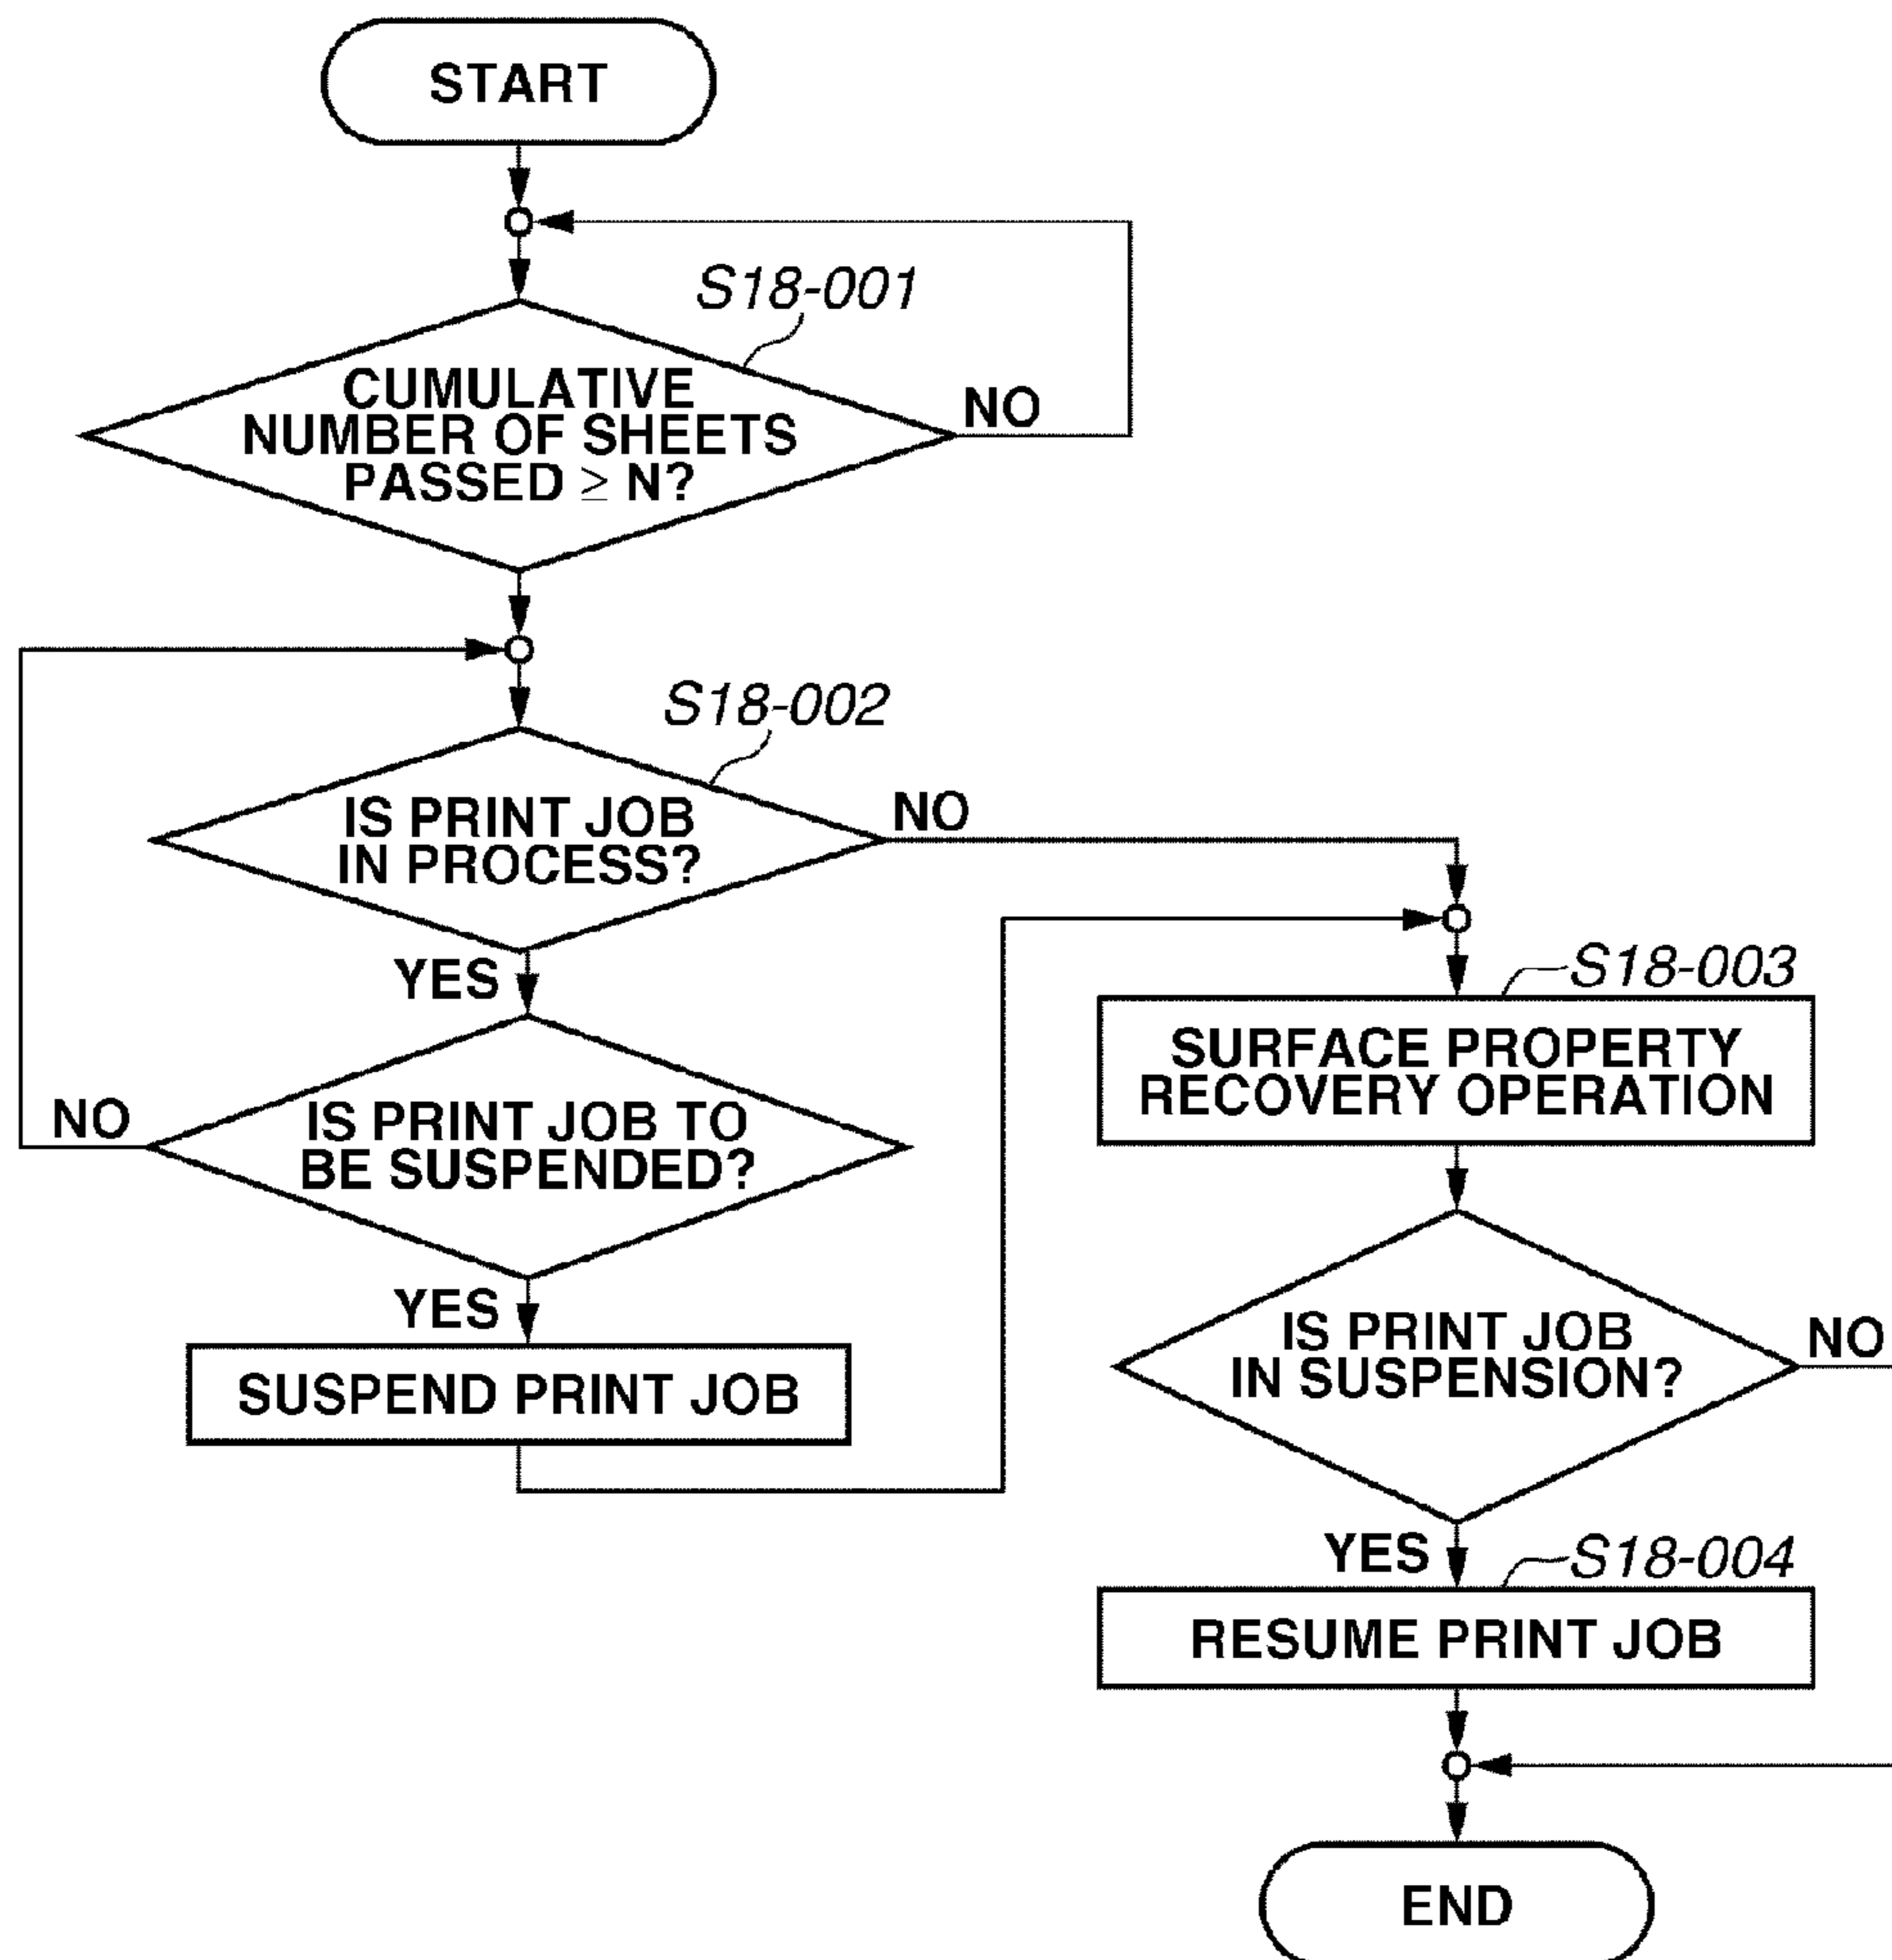 START
S18-001
CUMULATIVE
NUMBER OF SHEETS
PASSED ≥ N?
NO
S18-002
IS PRINT JOB
IN PROCESS?
NO
YES
IS PRINT JOB TO
BE SUSPENDED?
NO
YES
SUSPEND PRINT JOB
S18-003
SURFACE PROPERTY
RECOVERY OPERATION
IS PRINT JOB
IN SUSPENSION?
NO
YES
S18-004
RESUME PRINT JOB
END